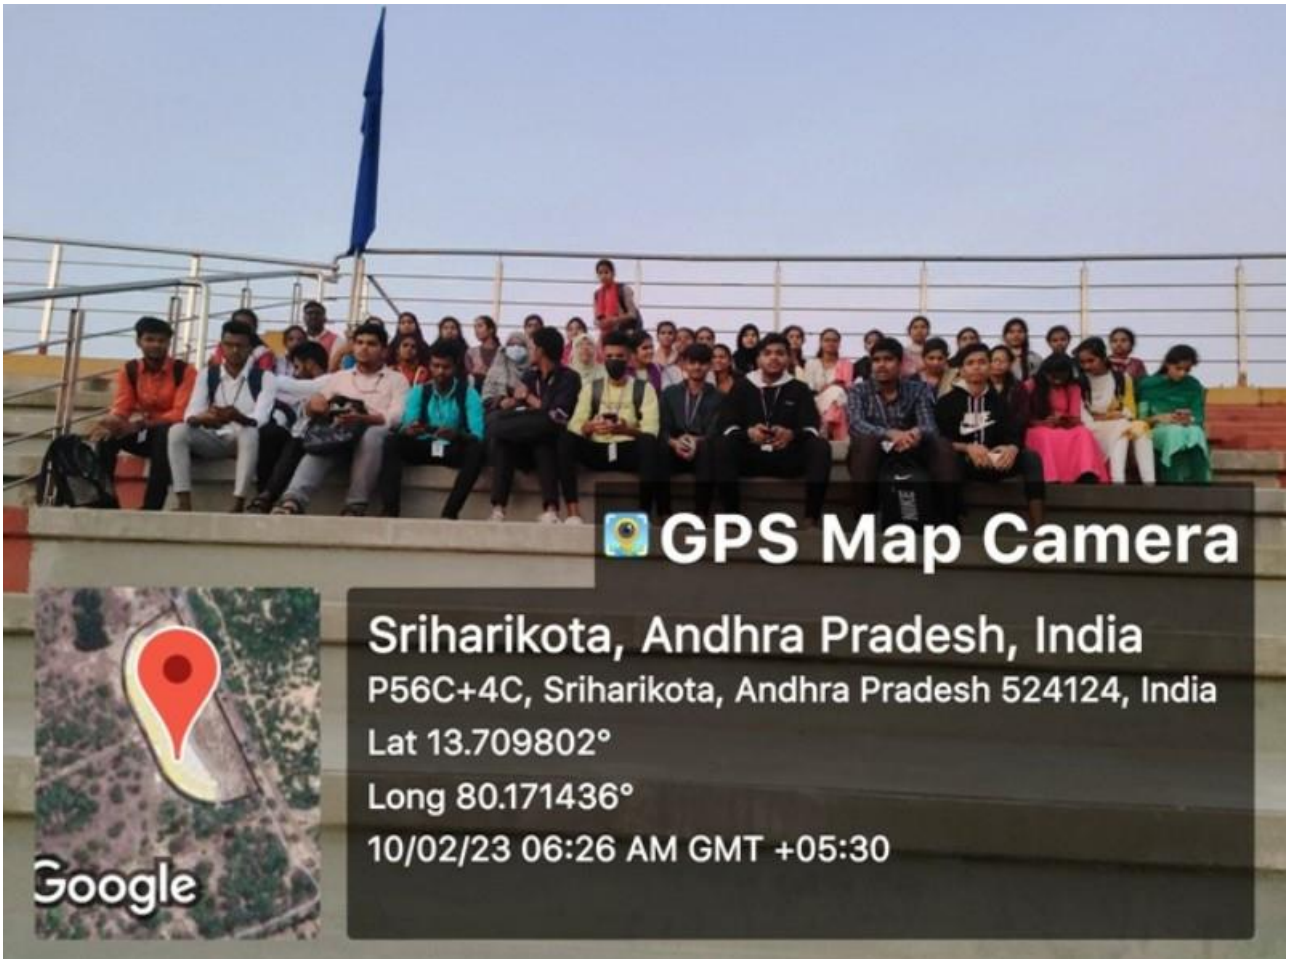 GPS Map Camera
Sriharikota, Andhra Pradesh, India
P56C+4C, Sriharikota, Andhra Pradesh 524124, India
Lat 13.709802°
Long 80.171436°
10/02/23 06:26 AM GMT +05:30
Google